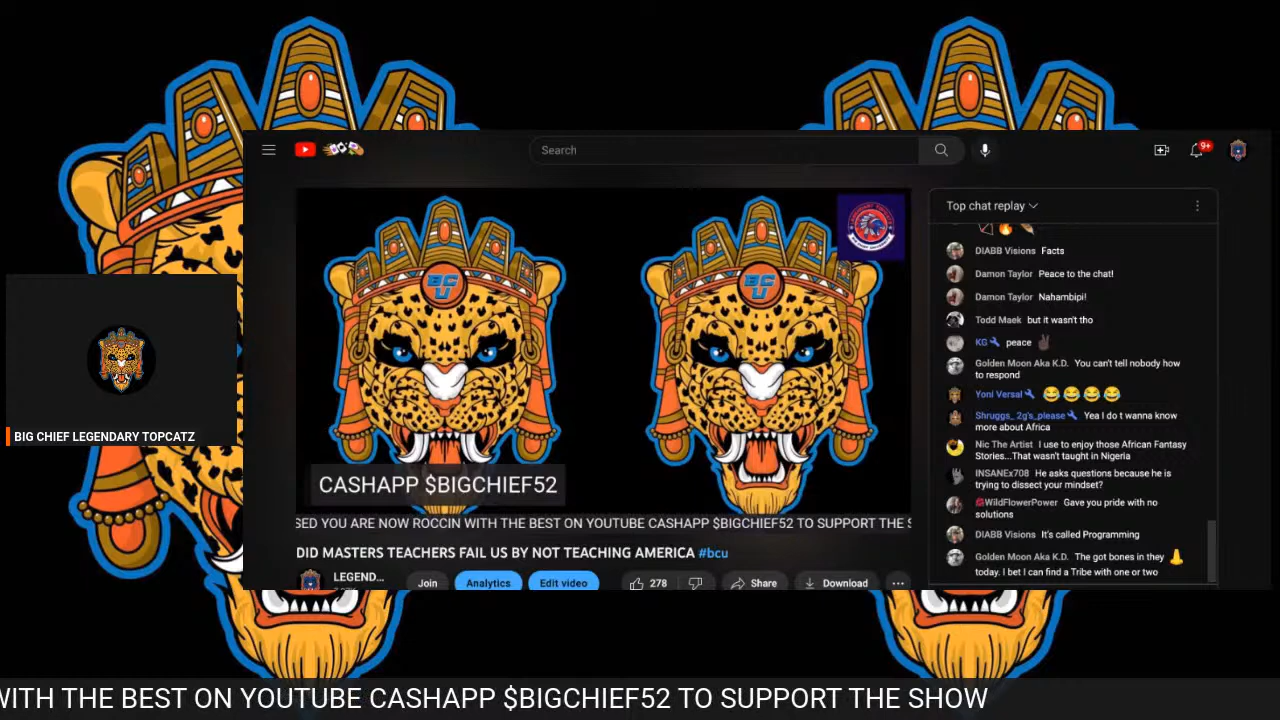 Search
9+
Top chat replay
DIABB Visions Facts
Damon Taylor Peace to the chat!
Damon Taylor Nahambipi!
Todd Maek but it wasn't tho
KG peace
Golden Moon Aka K.D. You can't tell nobody how
to respond
Yoni Versal
Shruggs_ 2g's_please Yea I do t wanna know
more about Africa
Nic The Artist I use to enjoy those African Fantasy
Stories...That wasn't taught in Nigeria
INSANEx708 He asks questions because he is
trying to dissect your mindset?
WildFlowerPower Gave you pride with no
solutions
DIABB Visions It's called Programming
Golden Moon Aka K.D. The got bones in they
today. I bet I can find a Tribe with one or two
BCU
BCU
CASHAPP $BIGCHIEF52
SED YOU ARE NOW ROCCIN WITH THE BEST ON YOUTUBE CASHAPP $BIGCHIEF52 TO SUPPORT THE S
DID MASTERS TEACHERS FAIL US BY NOT TEACHING AMERICA #bcu
LEGEND...
Join
Analytics
Edit video
278
Share
Download
BIG CHIEF LEGENDARY TOPCATZ
WITH THE BEST ON YOUTUBE CASHAPP $BIGCHIEF52 TO SUPPORT THE SHOW